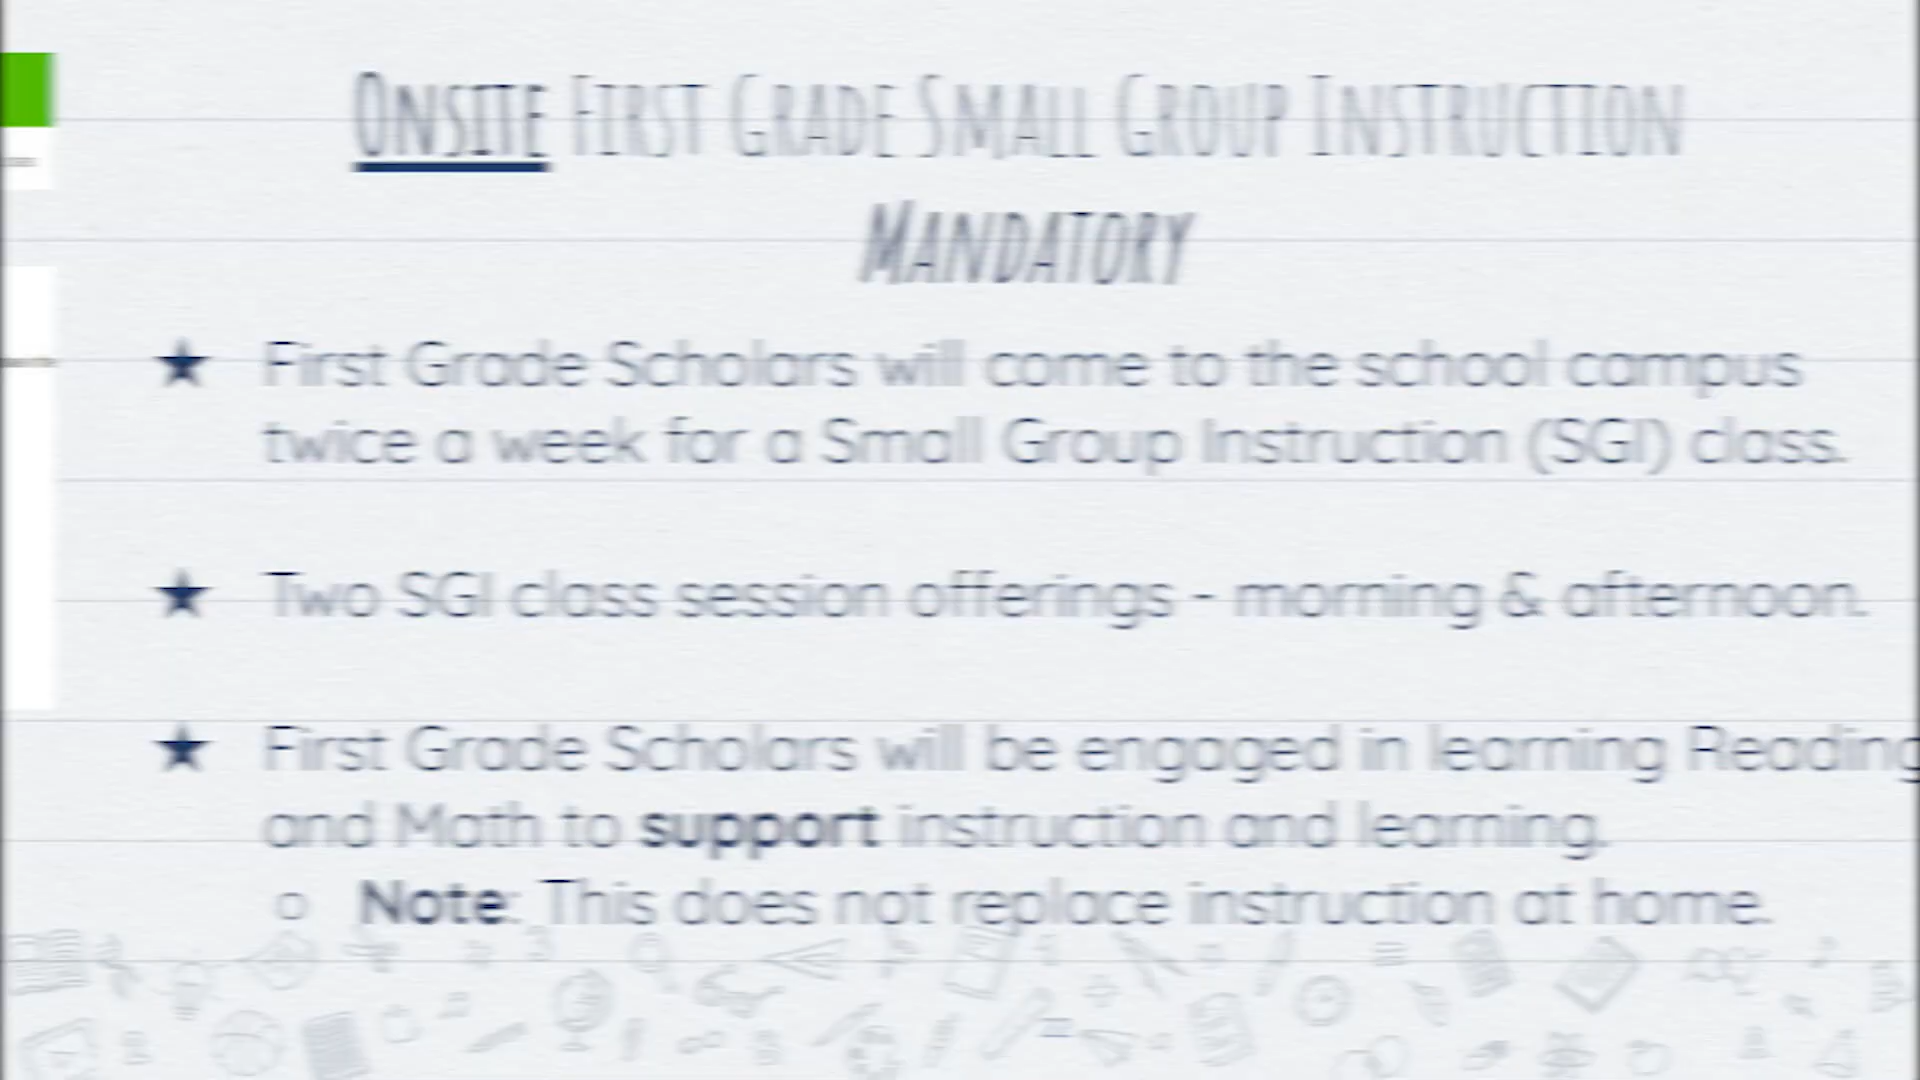 Onsite First Grade Small Group Instruction
Mandatory
★ First Grade Scholars will come to the school campus
twice a week for a Small Group Instruction (SGI) class.
★ Two SGI class session offerings - morning & afternoon.
★ First Grade Scholars will be engaged in learning Reading
and Math to support instruction and learning.
○ Note: This does not replace instruction at home.